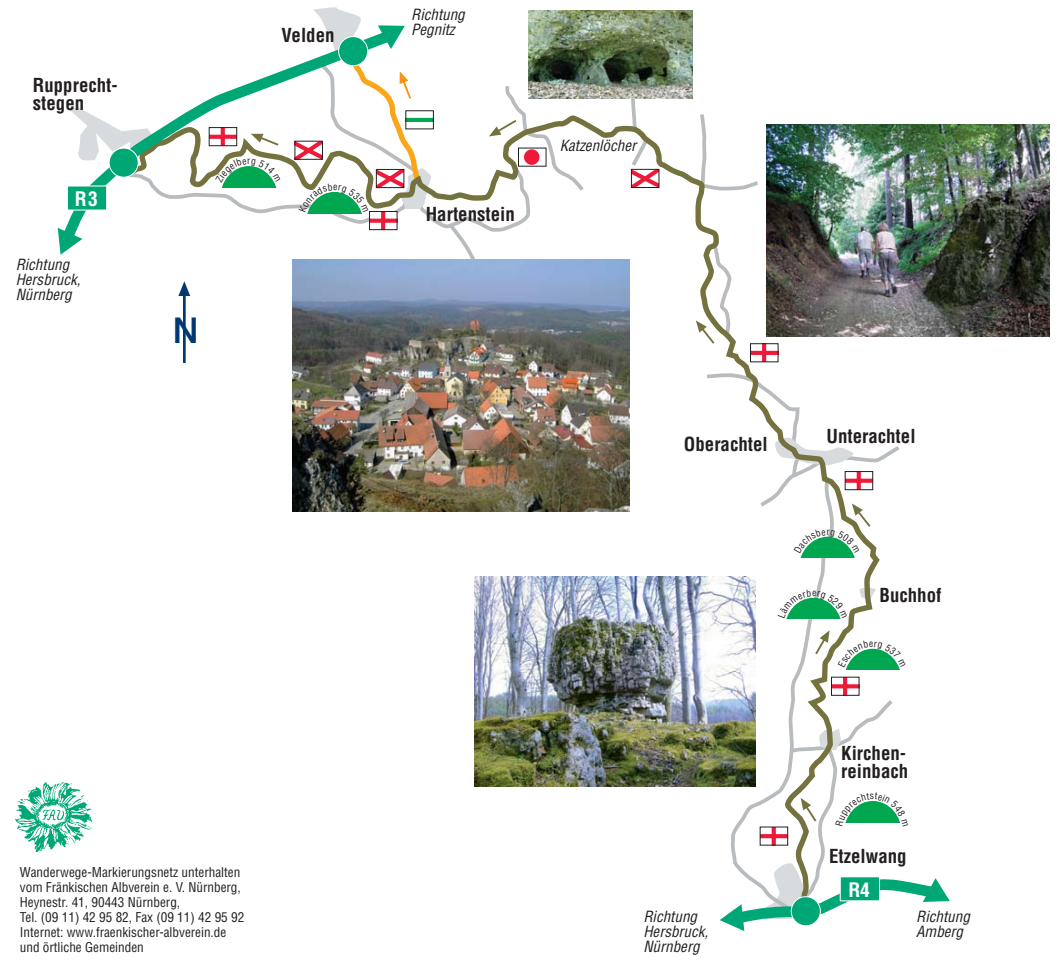 Richtung
Pegnitz
Velden
Rupprecht-
stegen
Katzenlöcher
Ziegelberg 514 m
Konradsberg 535 m
R3
Hartenstein
Richtung
Hersbruck,
Nürnberg
N
Oberachtel
Unterachtel
Dachsberg 508 m
Lämmerberg 529 m
Buchhof
Eschenberg 537 m
Kirchen-
reinbach
Rupprechtstein 548 m
Etzelwang
R4
Richtung
Hersbruck,
Nürnberg
Richtung
Amberg
FAV
Wanderwege-Markierungsnetz unterhalten
vom Fränkischen Albverein e. V. Nürnberg,
Heynestr. 41, 90443 Nürnberg,
Tel. (09 11) 42 95 82, Fax (09 11) 42 95 92
Internet: www.fraenkischer-albverein.de
und örtliche Gemeinden